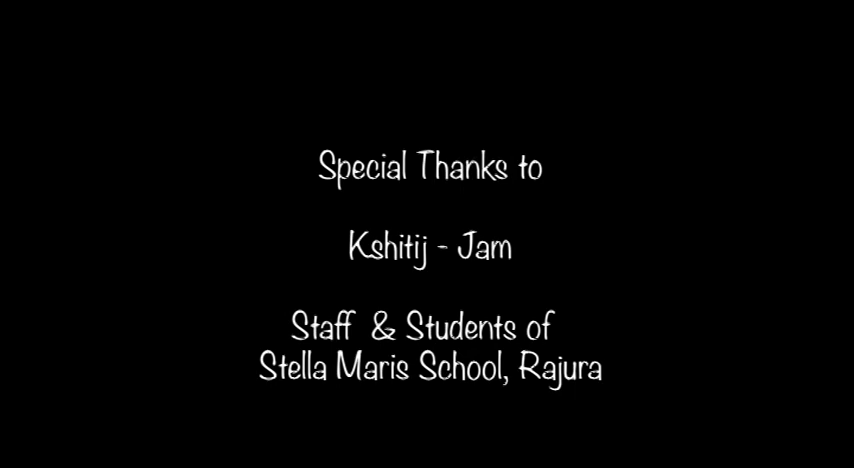 Special Thanks to
Kshitij - Jam
Staff & Students of
Stella Maris School, Rajura